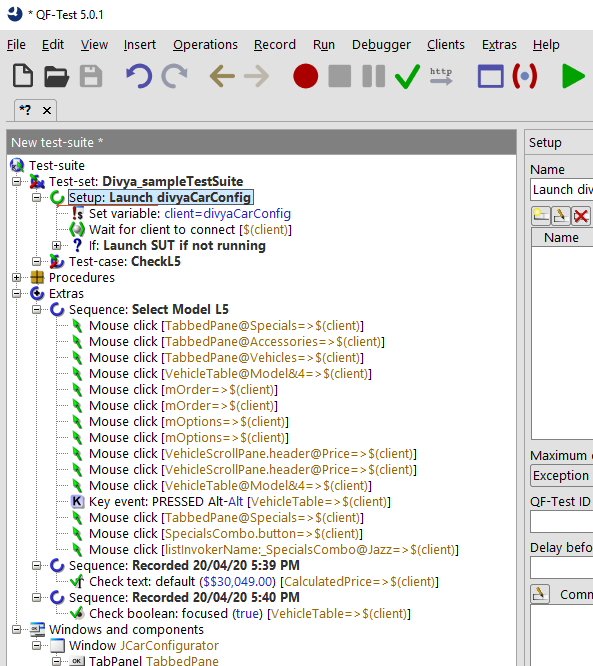 * QF-Test 5.0.1
File Edit View Insert Operations Record Run Debugger Clients Extras Help
http
*?
New test-suite *
Setup
Test-suite
Test-set: Divya_sampleTestSuite
Setup: Launch_divyaCarConfig
Set variable: client=divyaCarConfig
Wait for client to connect [$(client)]
If: Launch SUT if not running
Test-case: CheckL5
Procedures
Extras
Sequence: Select Model L5
Mouse click [TabbedPane@Specials=>$(client)]
Mouse click [TabbedPane@Accessories=>$(client)]
Mouse click [TabbedPane@Vehicles=>$(client)]
Mouse click [VehicleTable@Model&4=>$(client)]
Mouse click [mOrder=>$(client)]
Mouse click [mOrder=>$(client)]
Mouse click [mOptions=>$(client)]
Mouse click [mOptions=>$(client)]
Mouse click [VehicleScrollPane.header@Price=>$(client)]
Mouse click [VehicleScrollPane.header@Price=>$(client)]
Mouse click [VehicleTable@Model&4=>$(client)]
Key event: PRESSED Alt-Alt [VehicleTable=>$(client)]
Mouse click [TabbedPane@Specials=>$(client)]
Mouse click [SpecialsCombo.button=>$(client)]
Mouse click [listInvokerName:_SpecialsCombo@Jazz=>$(client)]
Sequence: Recorded 20/04/20 5:39 PM
Check text: default ($$30,049.00) [CalculatedPrice=>$(client)]
Sequence: Recorded 20/04/20 5:40 PM
Check boolean: focused (true) [VehicleTable=>$(client)]
Windows and components
Window JCarConfigurator
TabPanel TabbedPane
Name
Launch_div
Name
Maximum
Exception
QF-Test ID
Delay befo
Comm